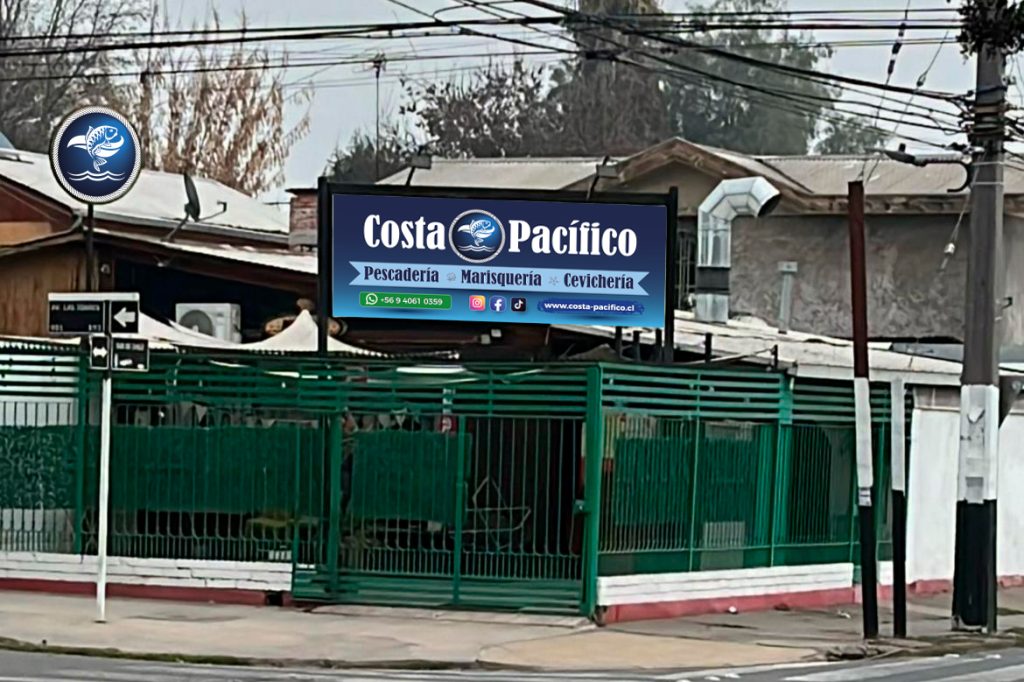 Costa Pacífico
Pescadería Marisquería Cevichería
+56 9 4061 0359 www.costa-pacifico.cl